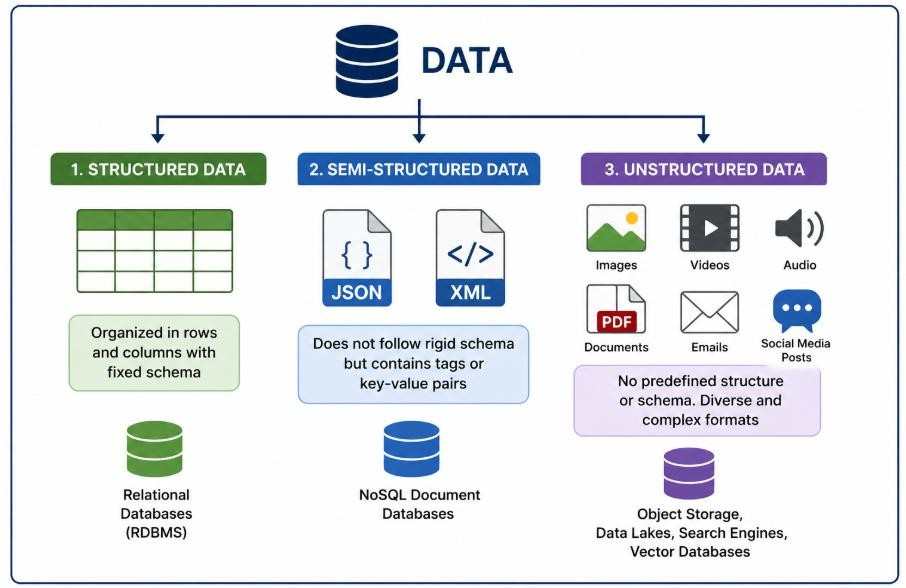 DATA
1. STRUCTURED DATA
Organized in rows
and columns with
fixed schema
Relational
Databases
(RDBMS)
2. SEMI-STRUCTURED DATA
{ }
JSON
</>
XML
Does not follow rigid schema
but contains tags or
key-value pairs
NoSQL Document
Databases
3. UNSTRUCTURED DATA
Images
Videos
Audio
PDF
Documents
Emails
Social Media
Posts
No predefined structure
or schema. Diverse and
complex formats
Object Storage,
Data Lakes, Search Engines,
Vector Databases